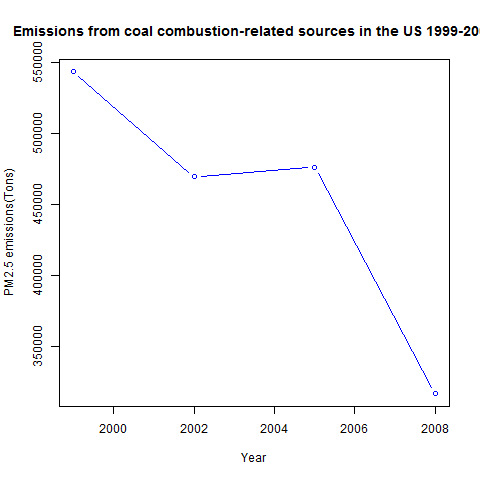 Emissions from coal combustion-related sources in the US 1999-20
550000
500000
450000
400000
350000
PM2.5 emissions(Tons)
2000 2002 2004 2006 2008
Year